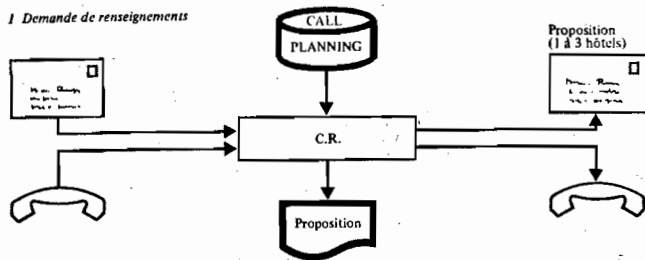 1 Demande de renseignements
CALL
PLANNING
Proposition
(1 à 3 hôtels)
C.R.
Proposition